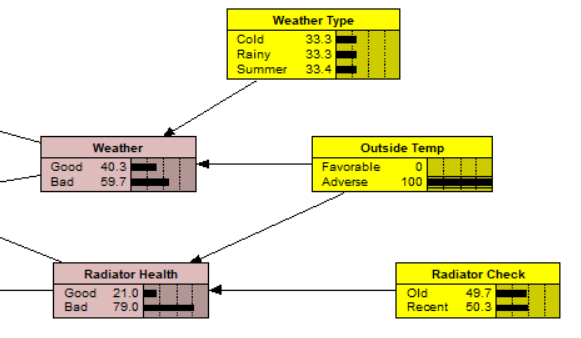 Weather Type
Cold 33.3
Rainy 33.3
Summer 33.4
Weather
Good 40.3
Bad 59.7
Outside Temp
Favorable 0
Adverse 100
Radiator Health
Good 21.0
Bad 79.0
Radiator Check
Old 49.7
Recent 50.3